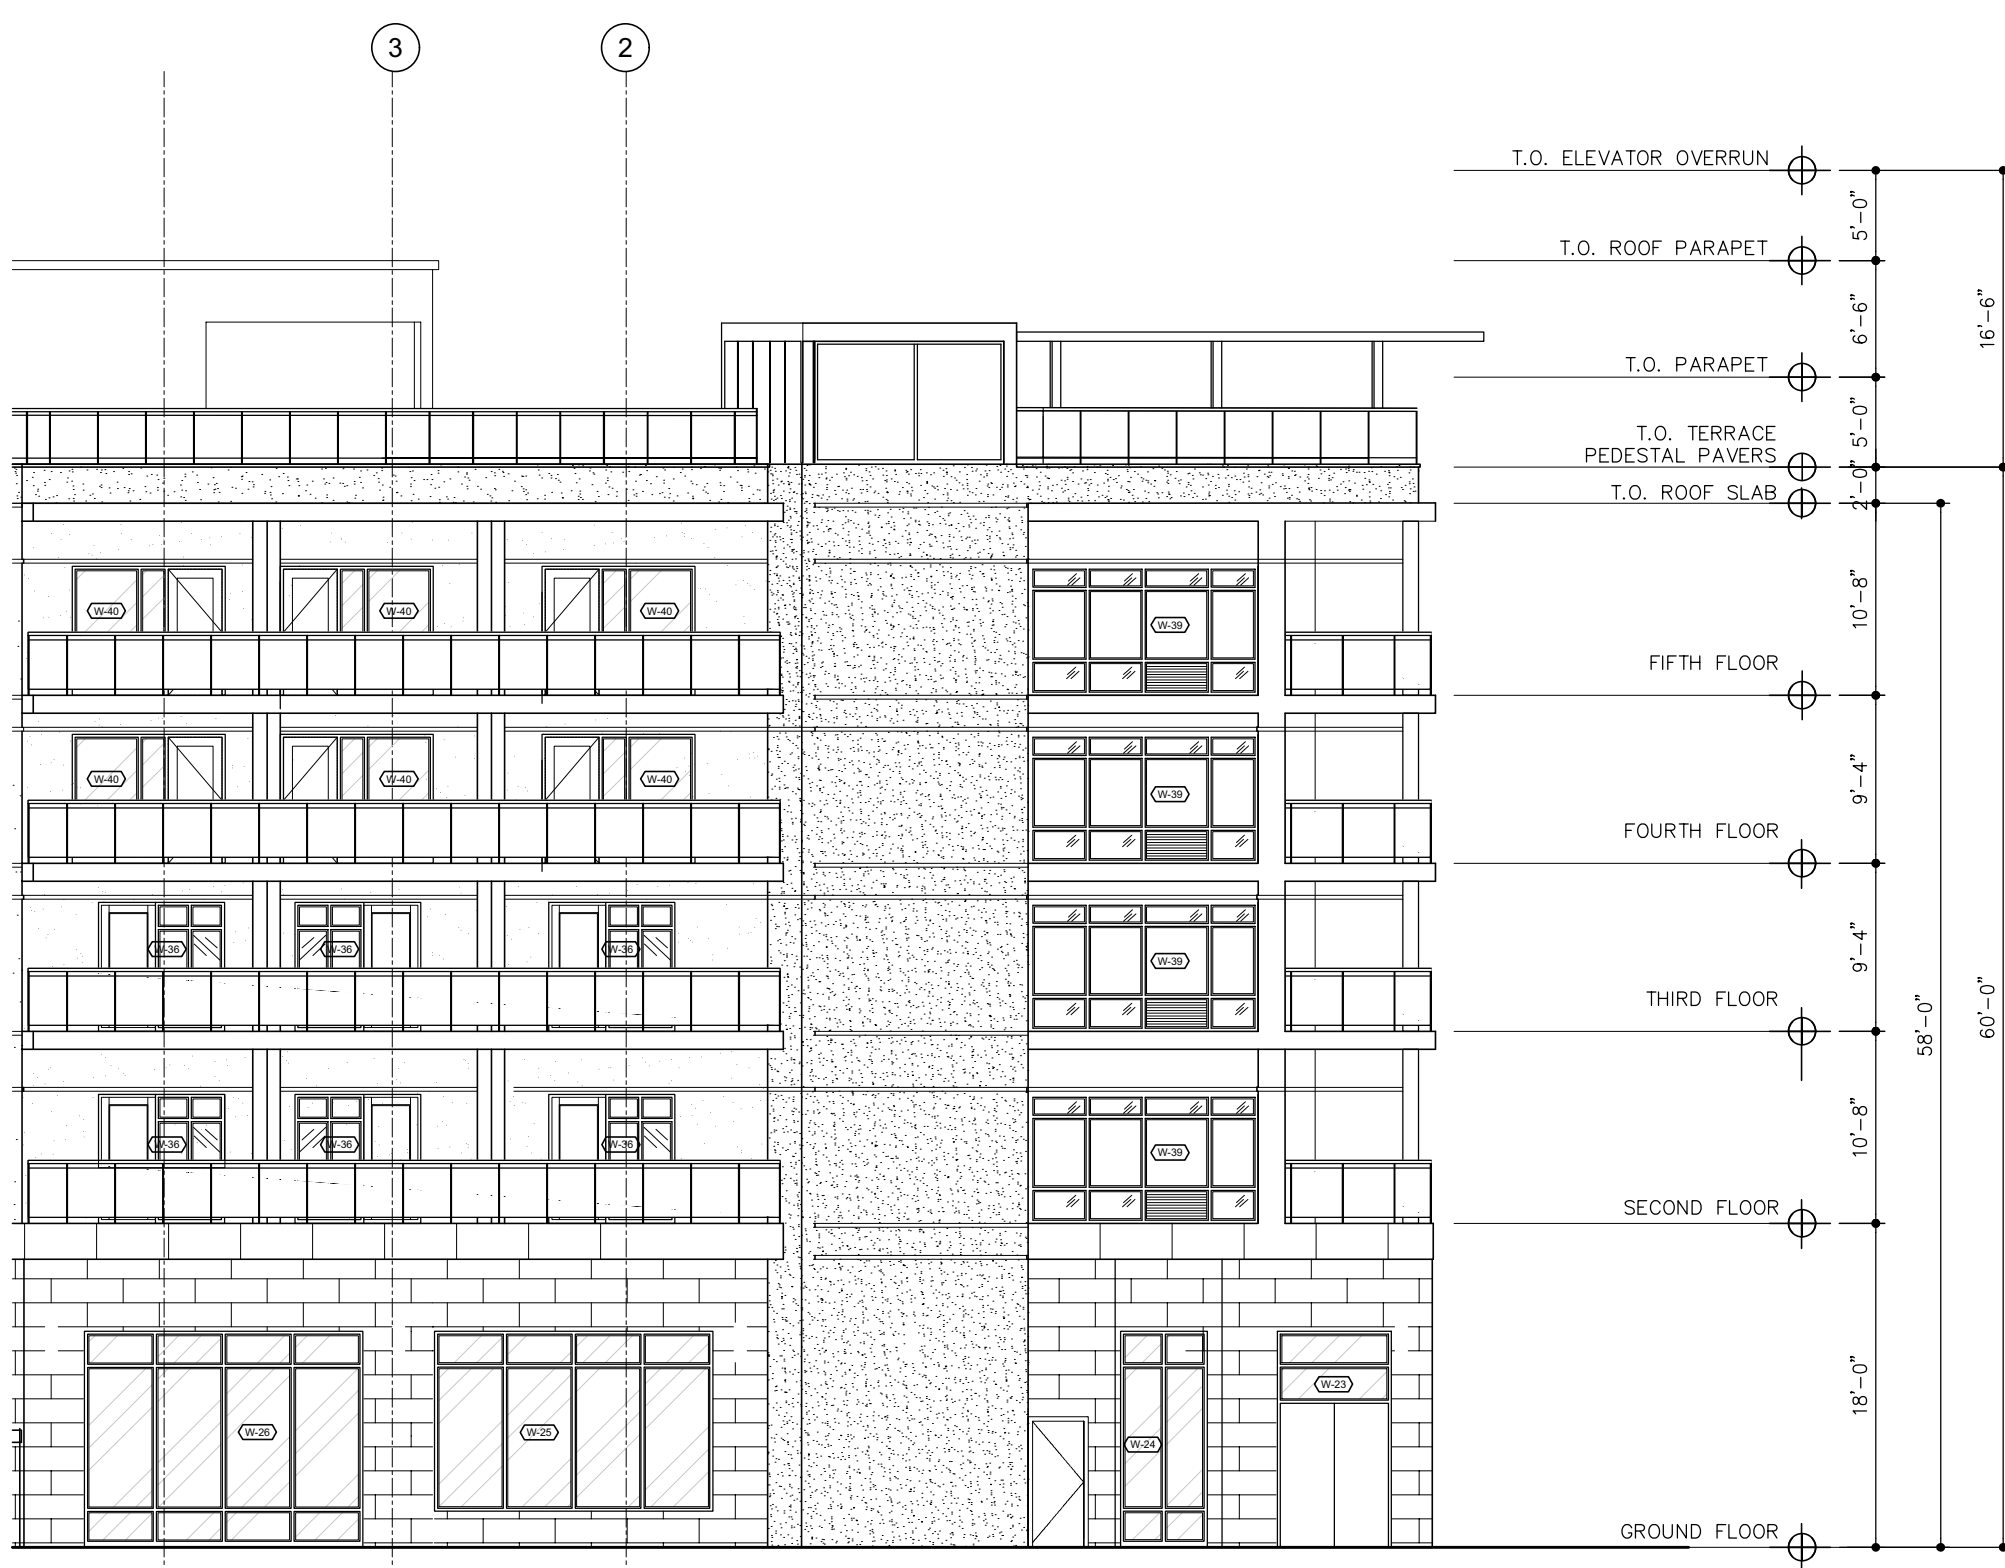 3
2
T.O. ELEVATOR OVERRUN
5'-0"
T.O. ROOF PARAPET
6'-6"
16'-6"
T.O. PARAPET
5'-0"
T.O. TERRACE
PEDESTAL PAVERS
2'-0"
T.O. ROOF SLAB
W-40
W-40
W-40
W-39
10'-8"
FIFTH FLOOR
W-40
W-40
W-40
W-39
9'-4"
FOURTH FLOOR
W-36
W-36
W-36
W-39
9'-4"
THIRD FLOOR
58'-0"
60'-0"
W-36
W-36
W-36
W-39
10'-8"
SECOND FLOOR
W-23
18'-0"
W-26
W-25
W-24
GROUND FLOOR